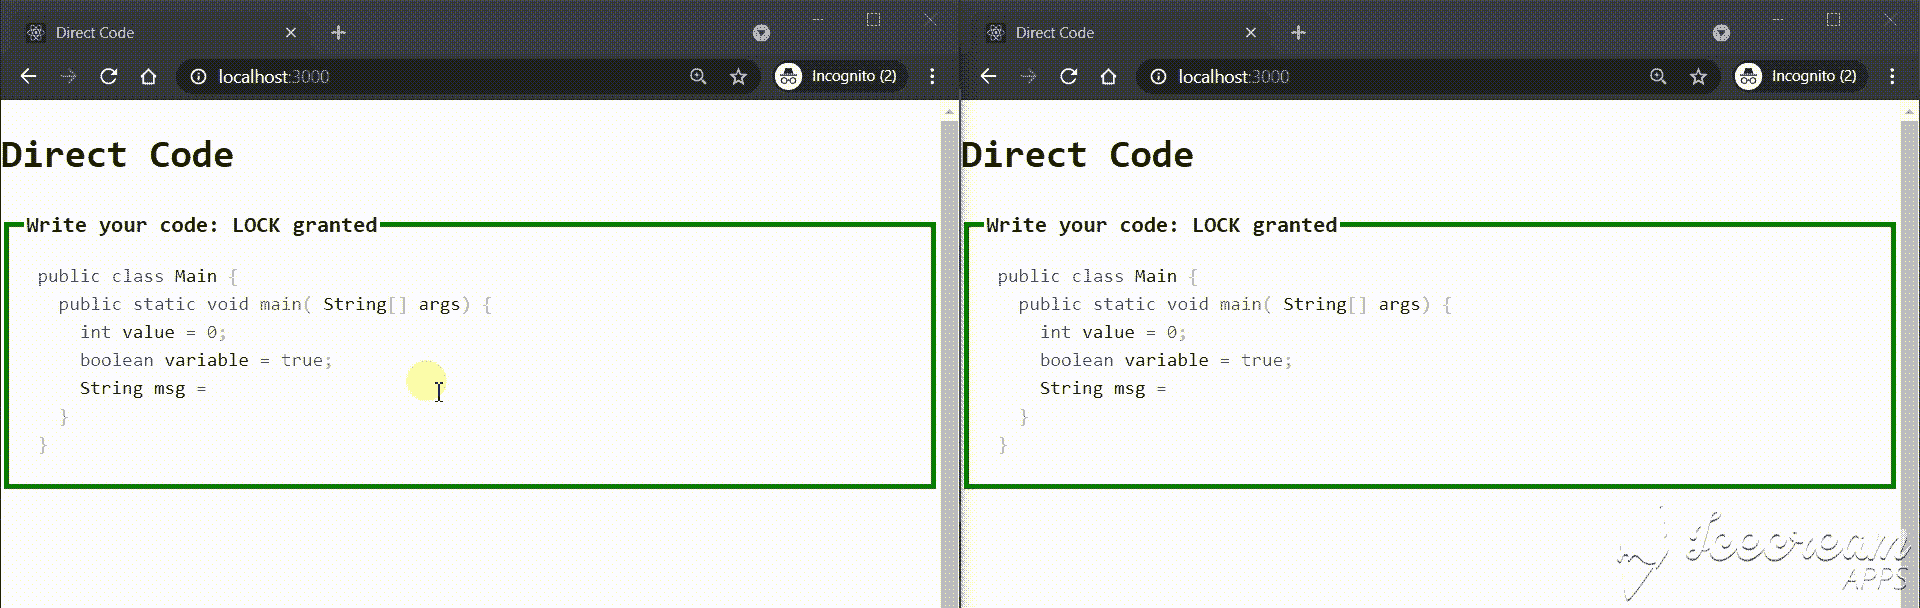 Direct Code
localhost:3000
Incognito (2)
Direct Code
Write your code: LOCK granted
public class Main {
  public static void main( String[] args) {
    int value = 0;
    boolean variable = true;
    String msg =
  }
}
Direct Code
localhost:3000
Incognito (2)
Direct Code
Write your code: LOCK granted
public class Main {
  public static void main( String[] args) {
    int value = 0;
    boolean variable = true;
    String msg =
  }
}
Icecream
APPS